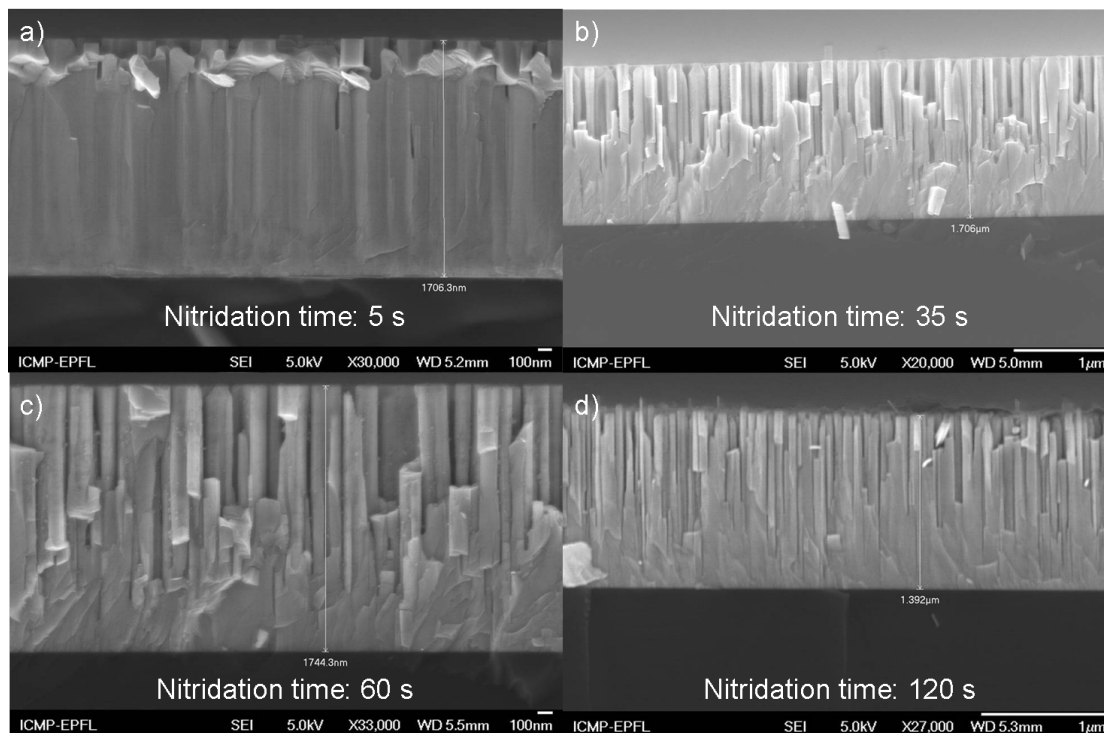 a)
1706.3nm
Nitridation time: 5 s
ICMP-EPFL SEI 5.0kV X30,000 WD 5.2mm 100nm
b)
1.706µm
Nitridation time: 35 s
ICMP-EPFL SEI 5.0kV X20,000 WD 5.0mm 1µm
c)
1744.3nm
Nitridation time: 60 s
ICMP-EPFL SEI 5.0kV X33,000 WD 5.5mm 100nm
d)
1.392µm
Nitridation time: 120 s
ICMP-EPFL SEI 5.0kV X27,000 WD 5.3mm 1µm